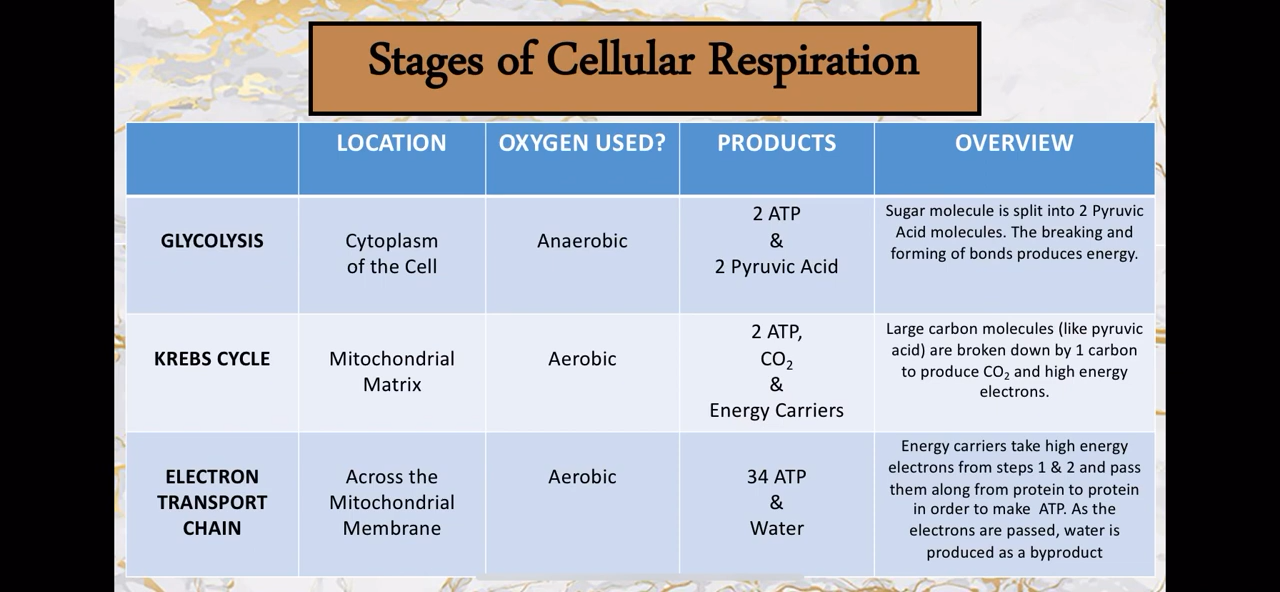 Stages of Cellular Respiration
LOCATION
OXYGEN USED?
PRODUCTS
OVERVIEW
GLYCOLYSIS
Cytoplasm
of the Cell
Anaerobic
2 ATP
&
2 Pyruvic Acid
Sugar molecule is split into 2 Pyruvic
Acid molecules. The breaking and
forming of bonds produces energy.
KREBS CYCLE
Mitochondrial
Matrix
Aerobic
2 ATP,
CO₂
&
Energy Carriers
Large carbon molecules (like pyruvic
acid) are broken down by 1 carbon
to produce CO₂ and high energy
electrons.
ELECTRON
TRANSPORT
CHAIN
Across the
Mitochondrial
Membrane
Aerobic
34 ATP
&
Water
Energy carriers take high energy
electrons from steps 1 & 2 and pass
them along from protein to protein
in order to make ATP. As the
electrons are passed, water is
produced as a byproduct